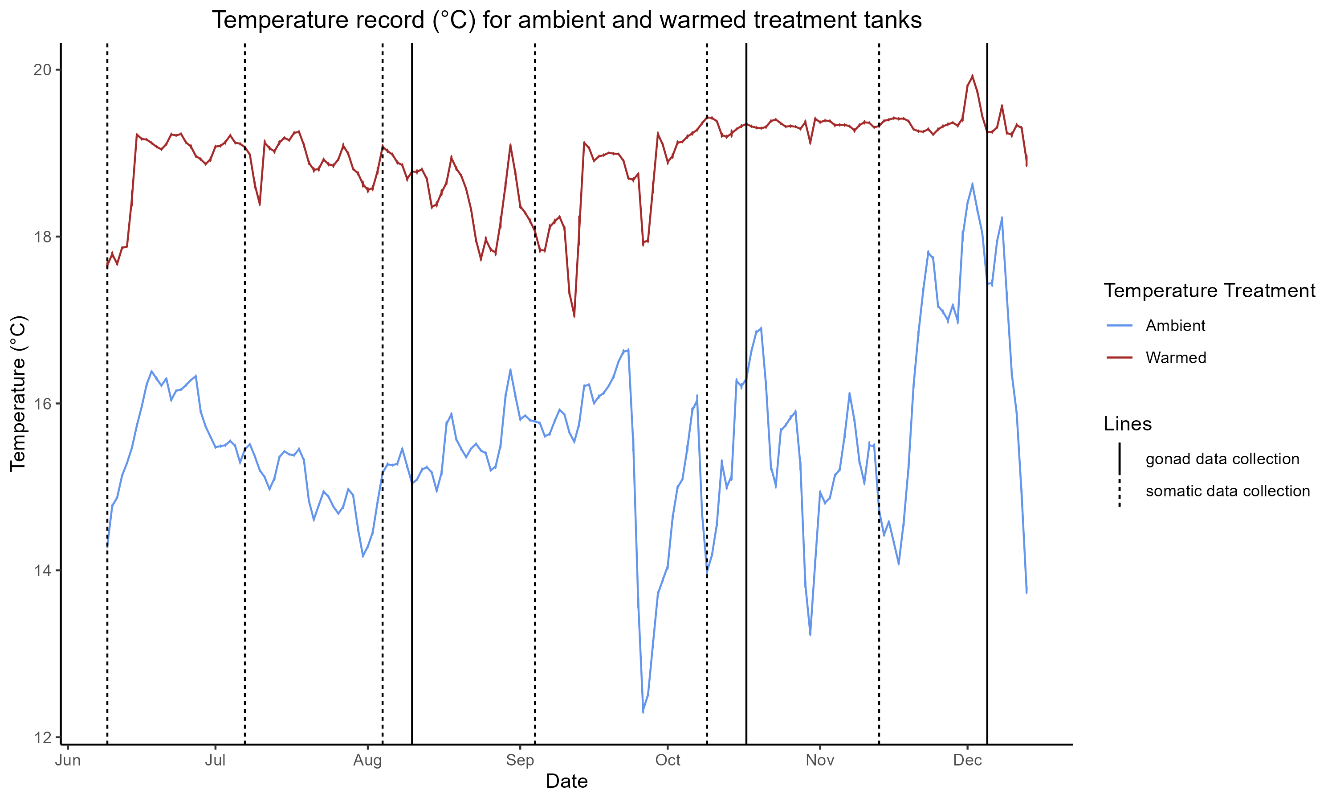 Temperature record (°C) for ambient and warmed treatment tanks
Temperature (°C)
20
18
16
14
12
Jun Jul Aug Sep Oct Nov Dec
Date
Temperature Treatment
Ambient
Warmed
Lines
gonad data collection
somatic data collection